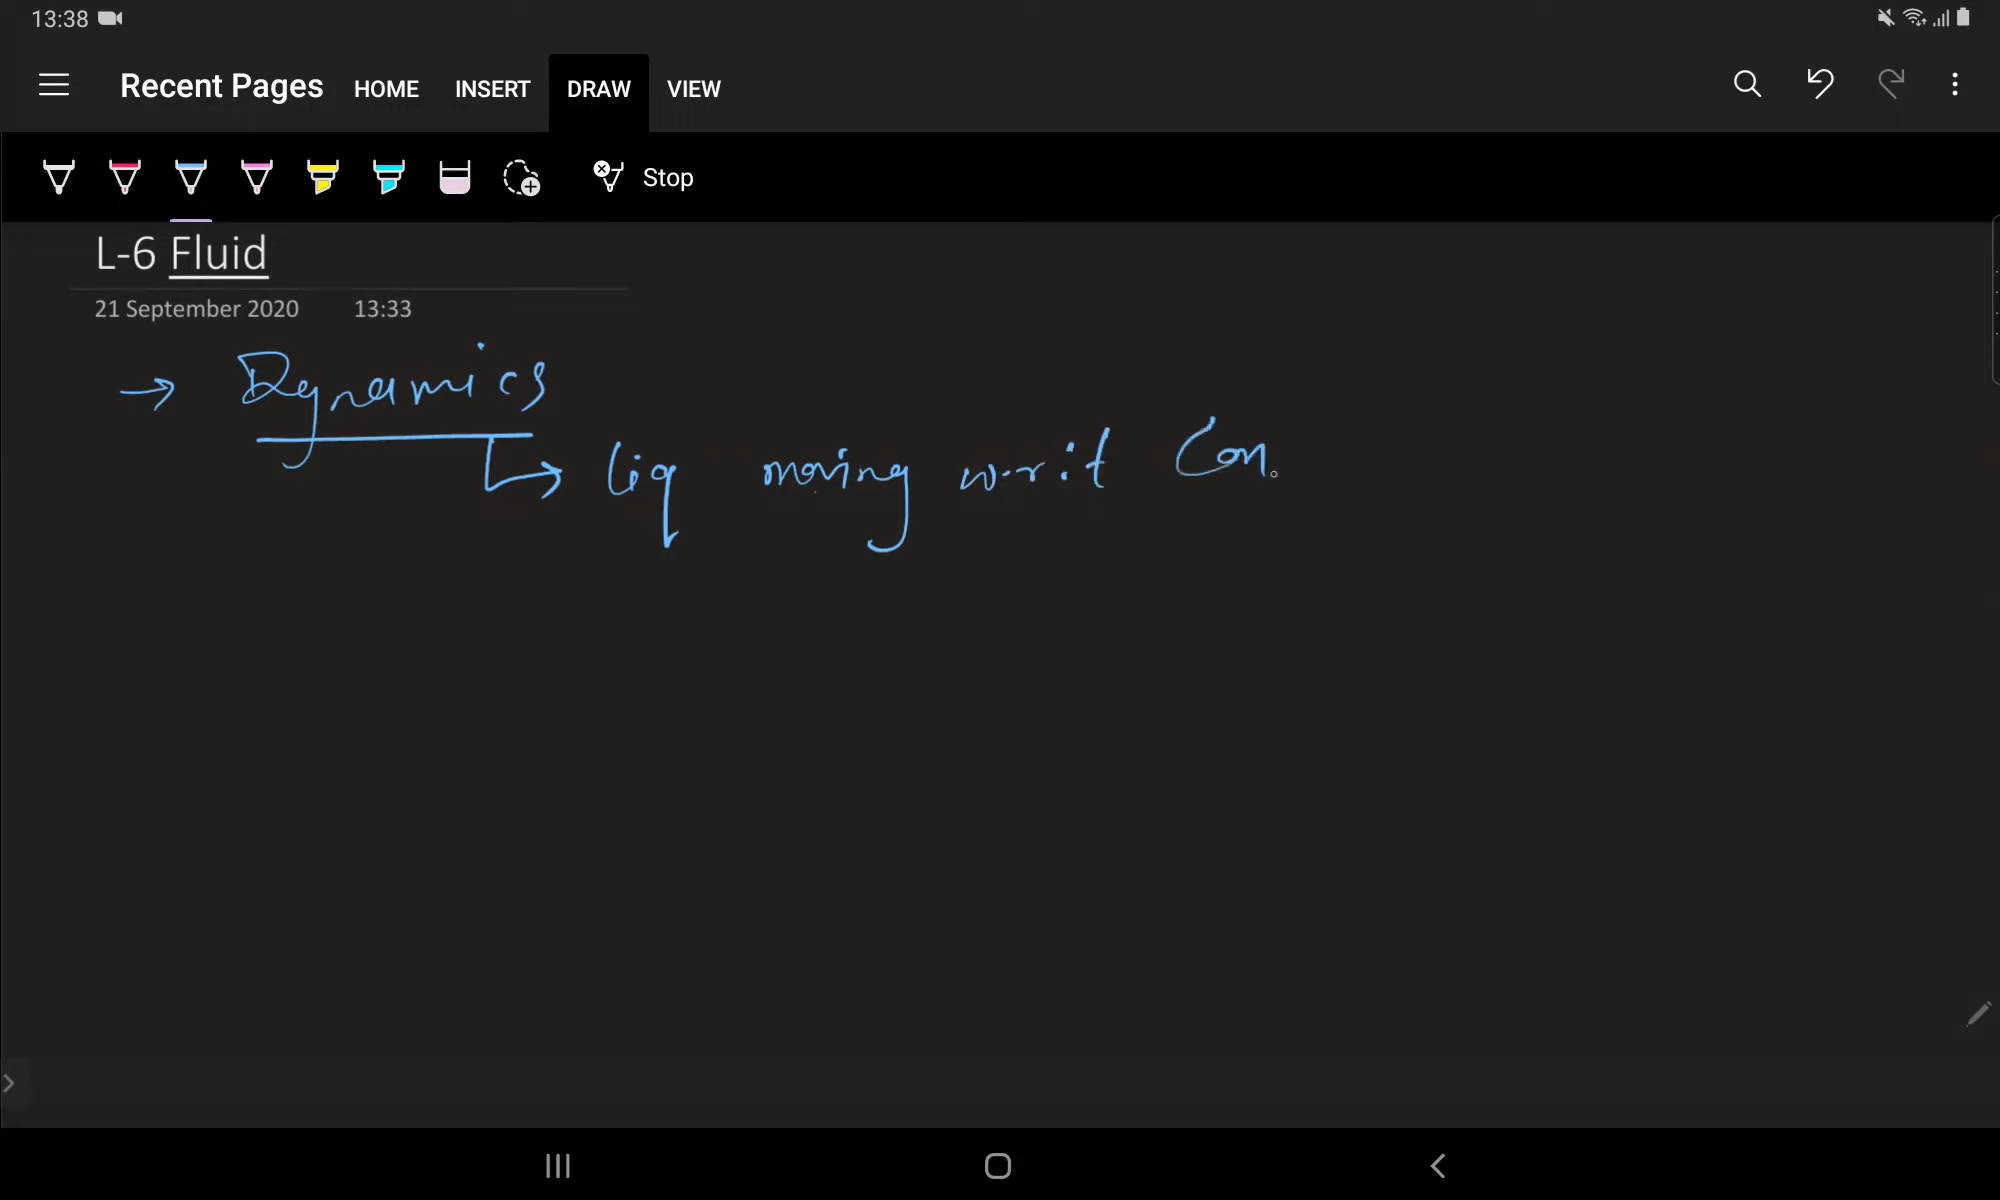 13:38
Recent Pages HOME INSERT DRAW VIEW
Stop
L-6 Fluid
21 September 2020 13:33
→ Dynamics
liq moving w.r.t Con.